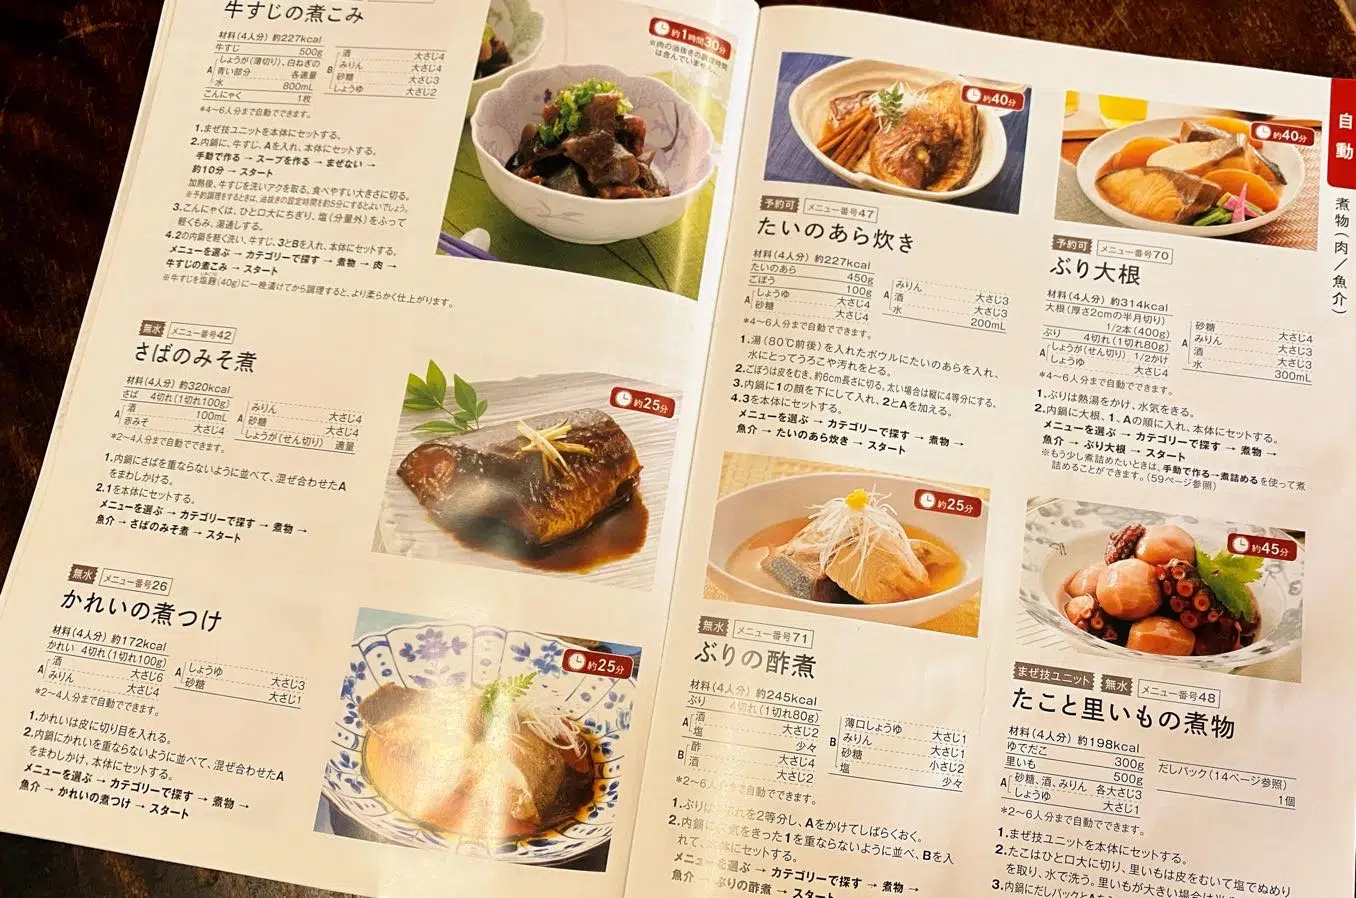 牛すじの煮こみ
材料(4人分) 約227kcal
牛すじ 500g
A しょうが(薄切り)、白ねぎの
青い部分 各適量
水 800mL
こんにゃく 1枚
B 酒 大さじ4
みりん 大さじ4
砂糖 大さじ3
しょうゆ 大さじ2
*4〜6人分まで自動でできます。
1.まぜ技ユニットを本体にセットする。
2.内鍋に、牛すじ、Aを入れ、本体にセットする。
手動で作る → スープを作る → まぜない →
約10分 → スタート
加熱後、牛すじを洗いアクを取る。食べやすい大きさに切る。
※予約調理をするときは、油抜きの設定時間を約5分にするとよいでしょう。
3.こんにゃくは、ひと口大にちぎり、塩(分量外)をふって
軽くもみ、湯通しする。
4.2の内鍋を軽く洗い、牛すじ、3とBを入れ、本体にセットする。
メニューを選ぶ → カテゴリーで探す → 煮物 → 肉 →
牛すじの煮こみ → スタート
※牛すじを塩麹(40g)に一晩漬けてから調理すると、より柔らかく仕上がります。
約1時間30分
※肉の油抜きの調理時間
は含んでいません。
無水 メニュー番号42
さばのみそ煮
材料(4人分) 約320kcal
さば 4切れ(1切れ100g)
A 酒 100mL
赤みそ 大さじ4
A みりん 大さじ4
砂糖 大さじ4
しょうが(せん切り) 適量
*2〜4人分まで自動でできます。
1.内鍋にさばを重ならないように並べて、混ぜ合わせたA
をまわしかける。
2.1を本体にセットする。
メニューを選ぶ → カテゴリーで探す → 煮物 →
魚介 → さばのみそ煮 → スタート
約25分
無水 メニュー番号26
かれいの煮つけ
材料(4人分) 約172kcal
かれい 4切れ(1切れ100g)
A 酒 大さじ6
みりん 大さじ4
A しょうゆ 大さじ3
砂糖 大さじ1
*2〜4人分まで自動でできます。
1.かれいは皮に切り目を入れる。
2.内鍋にかれいを重ならないように並べて、混ぜ合わせたA
をまわしかけ、本体にセットする。
メニューを選ぶ → カテゴリーで探す → 煮物 →
魚介 → かれいの煮つけ → スタート
約25分
約40分
予約可 メニュー番号47
たいのあら炊き
材料(4人分) 約227kcal
たいのあら 450g
ごぼう 100g
A しょうゆ 大さじ4
砂糖 大さじ4
A みりん 大さじ3
酒 大さじ3
水 200mL
*4〜6人分まで自動でできます。
1.湯(80℃前後)を入れたボウルにたいのあらを入れ、
水にとってうろこや汚れをとる。
2.ごぼうは皮をむき、約6cm長さに切る。太い場合は縦に4等分にする。
3.内鍋に1の顔を下にして入れ、2とAを加える。
4.3を本体にセットする。
メニューを選ぶ → カテゴリーで探す → 煮物 →
魚介 → たいのあら炊き → スタート
約25分
無水 メニュー番号71
ぶりの酢煮
材料(4人分) 約245kcal
ぶり 4切れ(1切れ80g)
A 酒 大さじ2
塩 少々
B 酢 大さじ4
酒 大さじ2
B 薄口しょうゆ 大さじ1
みりん 大さじ1
砂糖 小さじ2
塩 少々
*2〜6人分まで自動でできます。
1.ぶりは 切れを2等分し、Aをかけてしばらくおく。
2.内鍋に 気をきった1を重ならないように並べ、Bを入
れて、本体にセットする。
メニューを選ぶ → カテゴリーで探す → 煮物 →
魚介 → ぶりの酢煮 → スタート
約40分
予約可 メニュー番号70
ぶり大根
材料(4人分) 約314kcal
大根(厚さ2cmの半月切り)
1/2本(400g)
ぶり 4切れ(1切れ80g)
A しょうが(せん切り) 1/2かけ
しょうゆ 大さじ4
A 砂糖 大さじ4
みりん 大さじ3
酒 大さじ3
水 300mL
*4〜6人分まで自動でできます。
1.ぶりは熱湯をかけ、水気をきる。
2.内鍋に大根、1、Aの順に入れ、本体にセットする。
メニューを選ぶ → カテゴリーで探す → 煮物 →
魚介 → ぶり大根 → スタート
※もう少し煮詰めたいときは、手動で作る→煮詰めるを使って煮
詰めることができます。(59ページ参照)
約45分
まぜ技ユニット 無水 メニュー番号48
たこと里いもの煮物
材料(4人分) 約198kcal
ゆでだこ 300g
里いも 500g
A 砂糖、酒、みりん 各大さじ3
しょうゆ 大さじ1
だしパック(14ページ参照)
1個
*2〜6人分まで自動でできます。
1.まぜ技ユニットを本体にセットする。
2.たこはひと口大に切り、里いもは皮をむいて塩でぬめり
を取り、水で洗う。里いもが大きい場合は
3.内鍋にだしパックとAを
自動
煮物(肉/魚介)